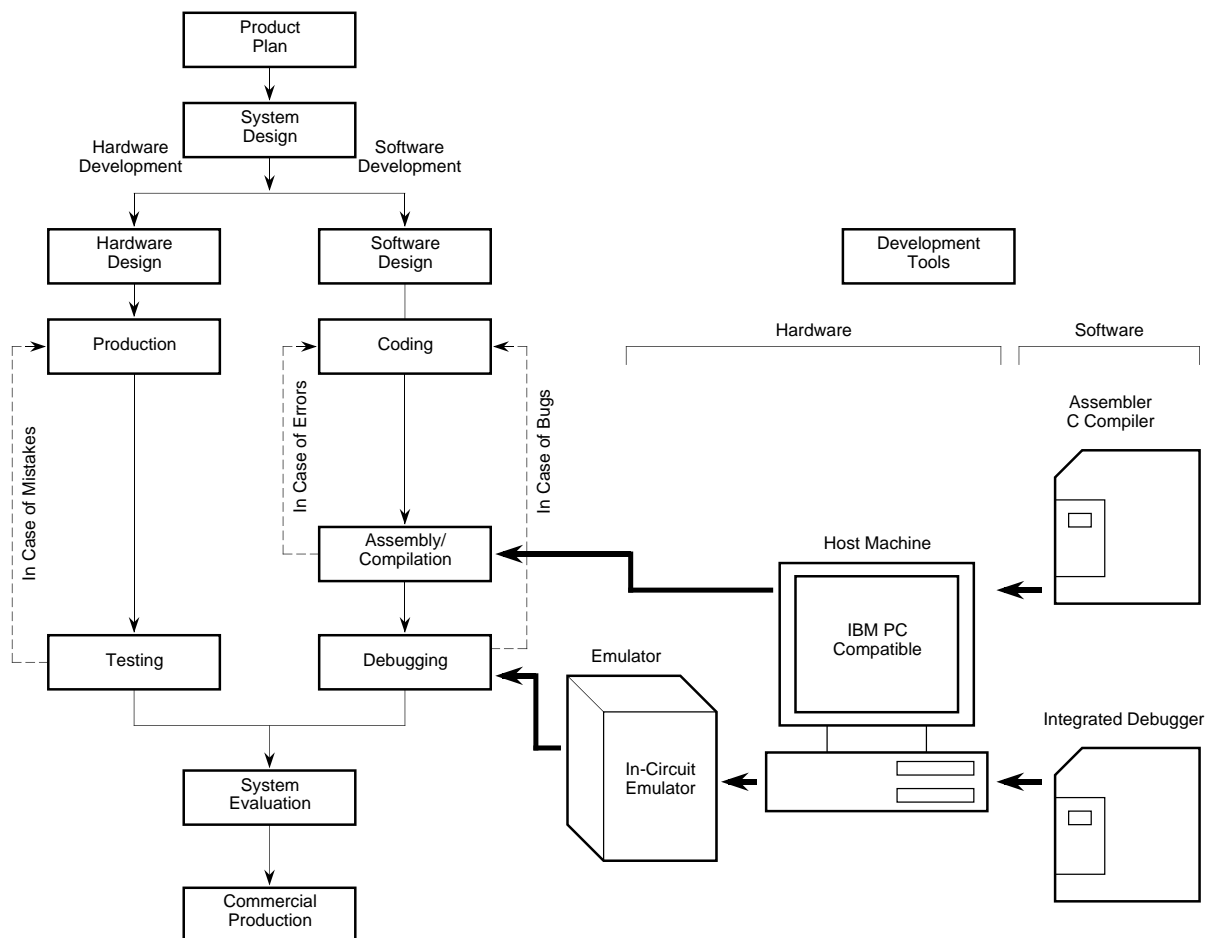 Product
Plan
System
Design
Hardware
Development
Software
Development
Hardware
Design
Software
Design
Development
Tools
Production
Coding
Hardware
Software
In Case of Mistakes
In Case of Errors
In Case of Bugs
Assembler
C Compiler
Assembly/
Compilation
Host Machine
IBM PC
Compatible
Testing
Debugging
Emulator
Integrated Debugger
In-Circuit
Emulator
System
Evaluation
Commercial
Production